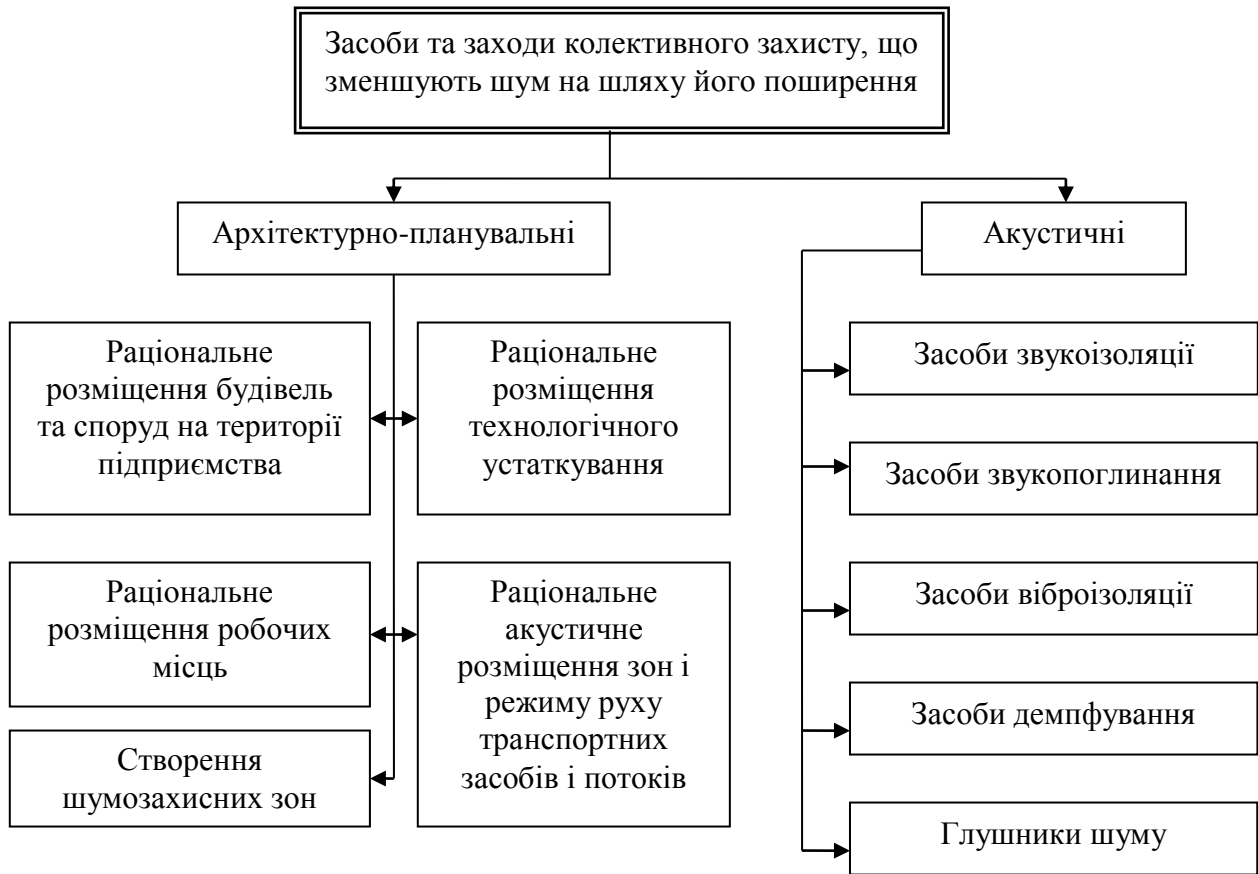 Засоби та заходи колективного захисту, що
зменшують шум на шляху його поширення
Архітектурно-планувальні
Акустичні
Раціональне
розміщення будівель
та споруд на території
підприємства
Раціональне
розміщення
технологічного
устаткування
Раціональне
розміщення робочих
місць
Раціональне
акустичне
розміщення зон і
режиму руху
транспортних
засобів і потоків
Створення
шумозахисних зон
Засоби звукоізоляції
Засоби звукопоглинання
Засоби віброізоляції
Засоби демпфування
Глушники шуму